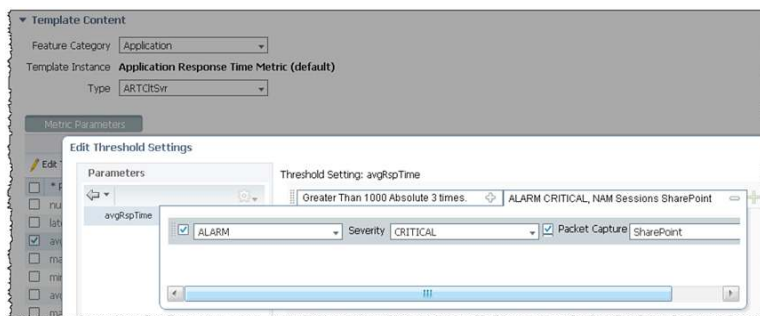 Template Content
Feature Category Application
Template Instance Application Response Time Metric (default)
Type ARTCltSvr
Metric Parameters
Edit Threshold Settings
Edit
Parameters
Threshold Setting: avgRspTime
Greater Than 1000 Absolute 3 times. ALARM CRITICAL, NAM Sessions SharePoint
avgRspTime
ALARM Severity CRITICAL Packet Capture SharePoint